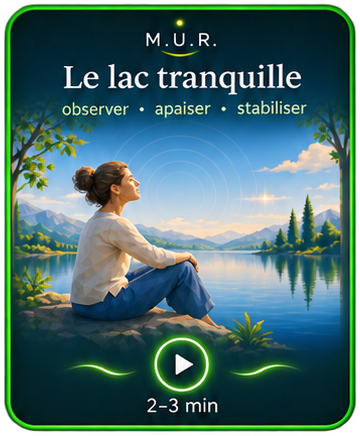 M.U.R.
Le lac tranquille
observer • apaiser • stabiliser
2–3 min